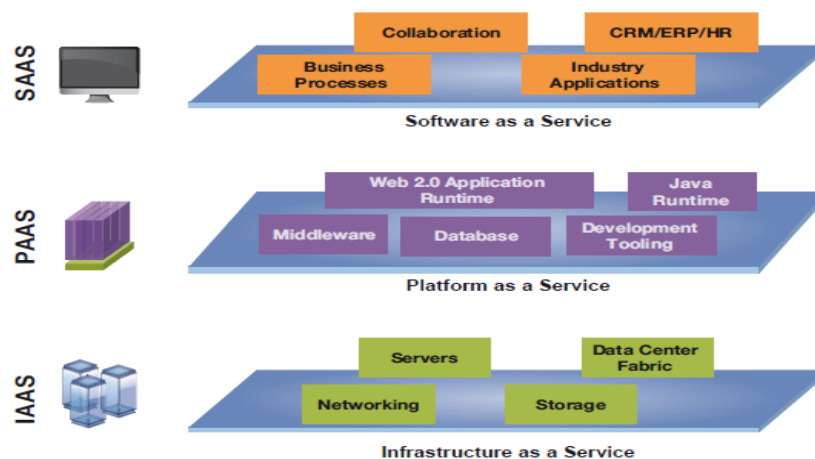 SAAS
Collaboration
CRM/ERP/HR
Business
Processes
Industry
Applications
Software as a Service
PAAS
Web 2.0 Application
Runtime
Java
Runtime
Middleware
Database
Development
Tooling
Platform as a Service
IAAS
Servers
Data Center
Fabric
Networking
Storage
Infrastructure as a Service